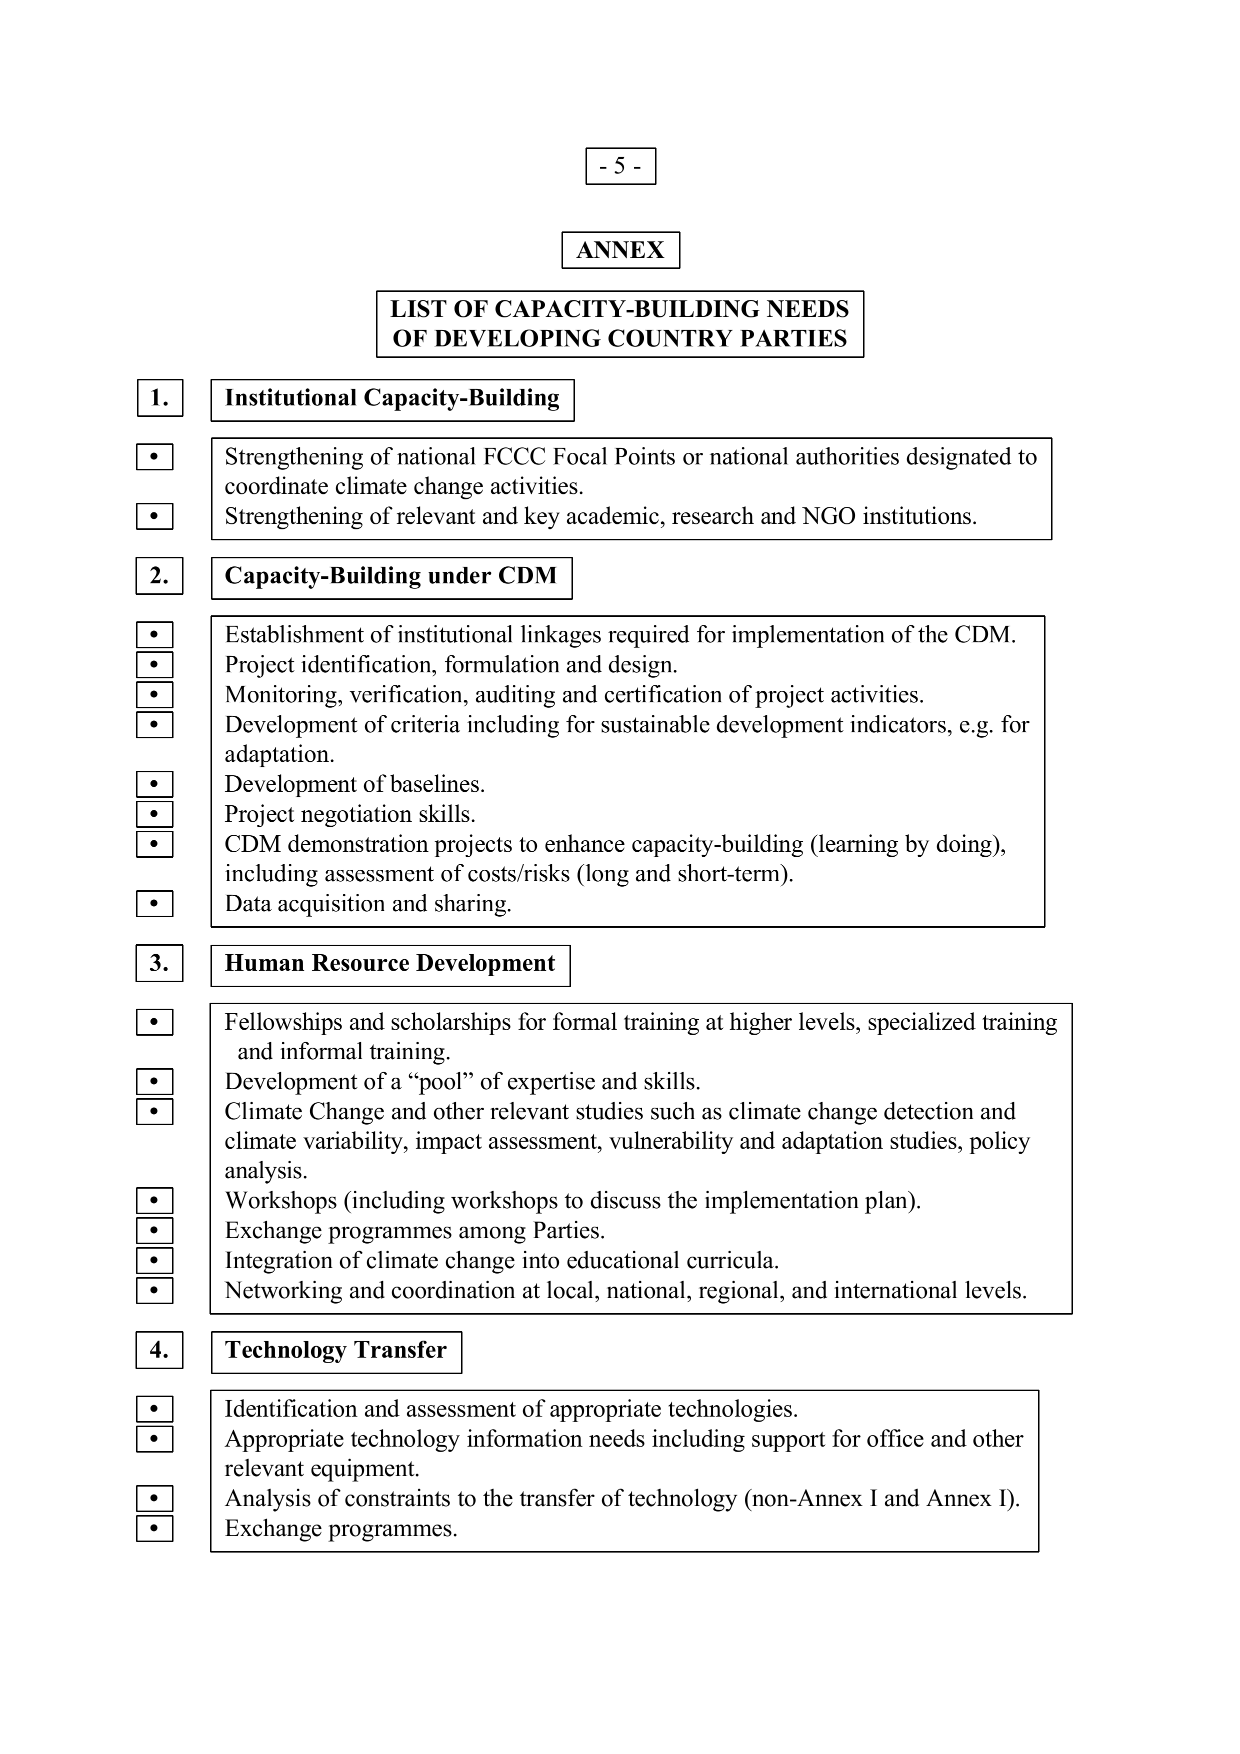 - 5 -
ANNEX
LIST OF CAPACITY-BUILDING NEEDS
OF DEVELOPING COUNTRY PARTIES
1. Institutional Capacity-Building
• Strengthening of national FCCC Focal Points or national authorities designated to
coordinate climate change activities.
• Strengthening of relevant and key academic, research and NGO institutions.
2. Capacity-Building under CDM
• Establishment of institutional linkages required for implementation of the CDM.
• Project identification, formulation and design.
• Monitoring, verification, auditing and certification of project activities.
• Development of criteria including for sustainable development indicators, e.g. for
adaptation.
• Development of baselines.
• Project negotiation skills.
• CDM demonstration projects to enhance capacity-building (learning by doing),
including assessment of costs/risks (long and short-term).
• Data acquisition and sharing.
3. Human Resource Development
• Fellowships and scholarships for formal training at higher levels, specialized training
and informal training.
• Development of a “pool” of expertise and skills.
• Climate Change and other relevant studies such as climate change detection and
climate variability, impact assessment, vulnerability and adaptation studies, policy
analysis.
• Workshops (including workshops to discuss the implementation plan).
• Exchange programmes among Parties.
• Integration of climate change into educational curricula.
• Networking and coordination at local, national, regional, and international levels.
4. Technology Transfer
• Identification and assessment of appropriate technologies.
• Appropriate technology information needs including support for office and other
relevant equipment.
• Analysis of constraints to the transfer of technology (non-Annex I and Annex I).
• Exchange programmes.